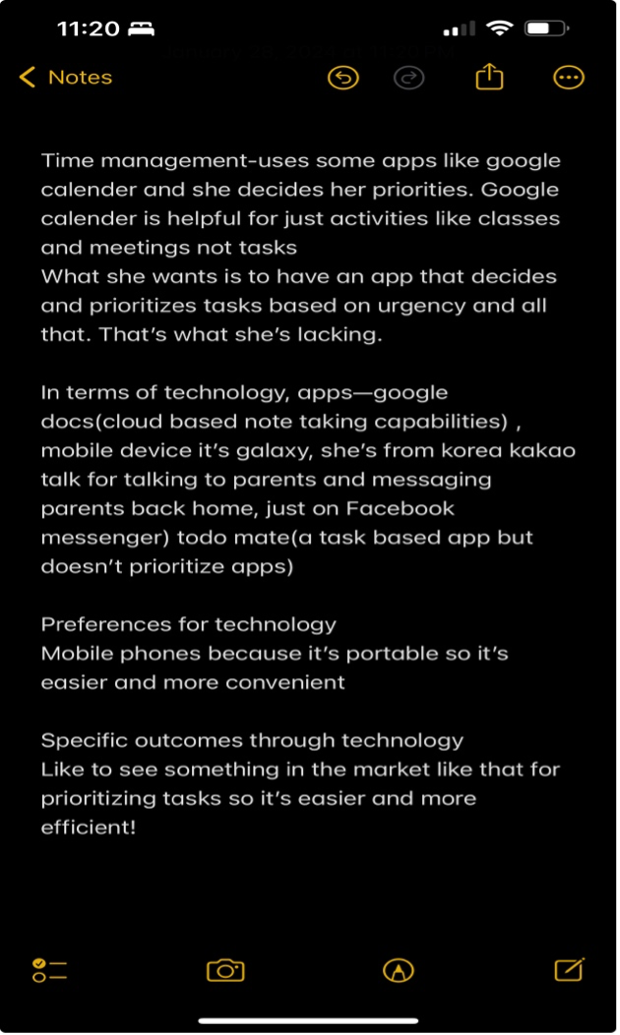 11:20
Notes
Time management-uses some apps like google
calender and she decides her priorities. Google
calender is helpful for just activities like classes
and meetings not tasks
What she wants is to have an app that decides
and prioritizes tasks based on urgency and all
that. That’s what she’s lacking.
In terms of technology, apps—google
docs(cloud based note taking capabilities) ,
mobile device it’s galaxy, she’s from korea kakao
talk for talking to parents and messaging
parents back home, just on Facebook
messenger) todo mate(a task based app but
doesn’t prioritize apps)
Preferences for technology
Mobile phones because it’s portable so it’s
easier and more convenient
Specific outcomes through technology
Like to see something in the market like that for
prioritizing tasks so it’s easier and more
efficient!